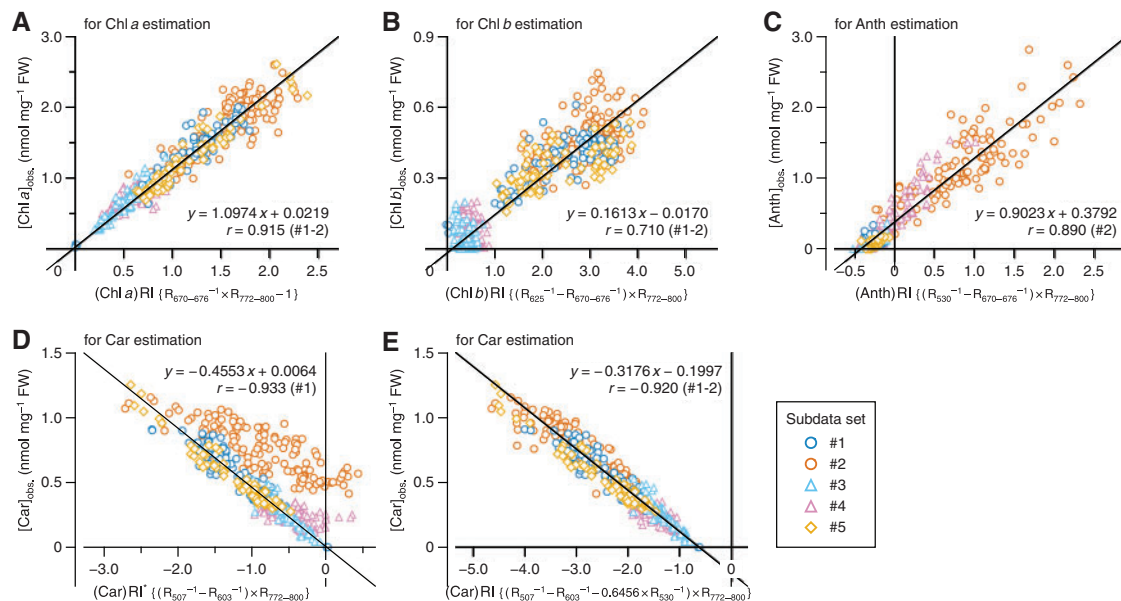 A
for Chl a estimation
3.0
2.0
1.0
0
0.5
1.0
1.5
2.0
2.5
[Chl a]obs. (nmol mg⁻¹ FW)
y = 1.0974 x + 0.0219
r = 0.915 (#1-2)
(Chl a) RI {R670–676⁻¹ × R772–800 − 1}
B
for Chl b estimation
0.9
0.6
0.3
0
1.0
2.0
3.0
4.0
5.0
[Chl b]obs. (nmol mg⁻¹ FW)
y = 0.1613 x − 0.0170
r = 0.710 (#1-2)
(Chl b) RI {(R625⁻¹ − R670–676⁻¹) × R772–800}
C
for Anth estimation
3.0
2.0
1.0
0
−0.5
0
0.5
1.0
1.5
2.0
2.5
[Anth]obs. (nmol mg⁻¹ FW)
y = 0.9023 x + 0.3792
r = 0.890 (#2)
(Anth) RI {(R530⁻¹ − R670–676⁻¹) × R772–800}
D
for Car estimation
1.5
1.0
0.5
0
−3.0
−2.0
−1.0
0
[Car]obs. (nmol mg⁻¹ FW)
y = −0.4553 x + 0.0064
r = −0.933 (#1)
(Car) RI* {(R507⁻¹ − R603⁻¹) × R772–800}
E
for Car estimation
1.5
1.0
0.5
0
−5.0
−4.0
−3.0
−2.0
−1.0
0
[Car]obs. (nmol mg⁻¹ FW)
y = −0.3176 x − 0.1997
r = −0.920 (#1-2)
(Car) RI {(R507⁻¹ − R603⁻¹ − 0.6456 × R530⁻¹) × R772–800}
Subdata set
#1
#2
#3
#4
#5